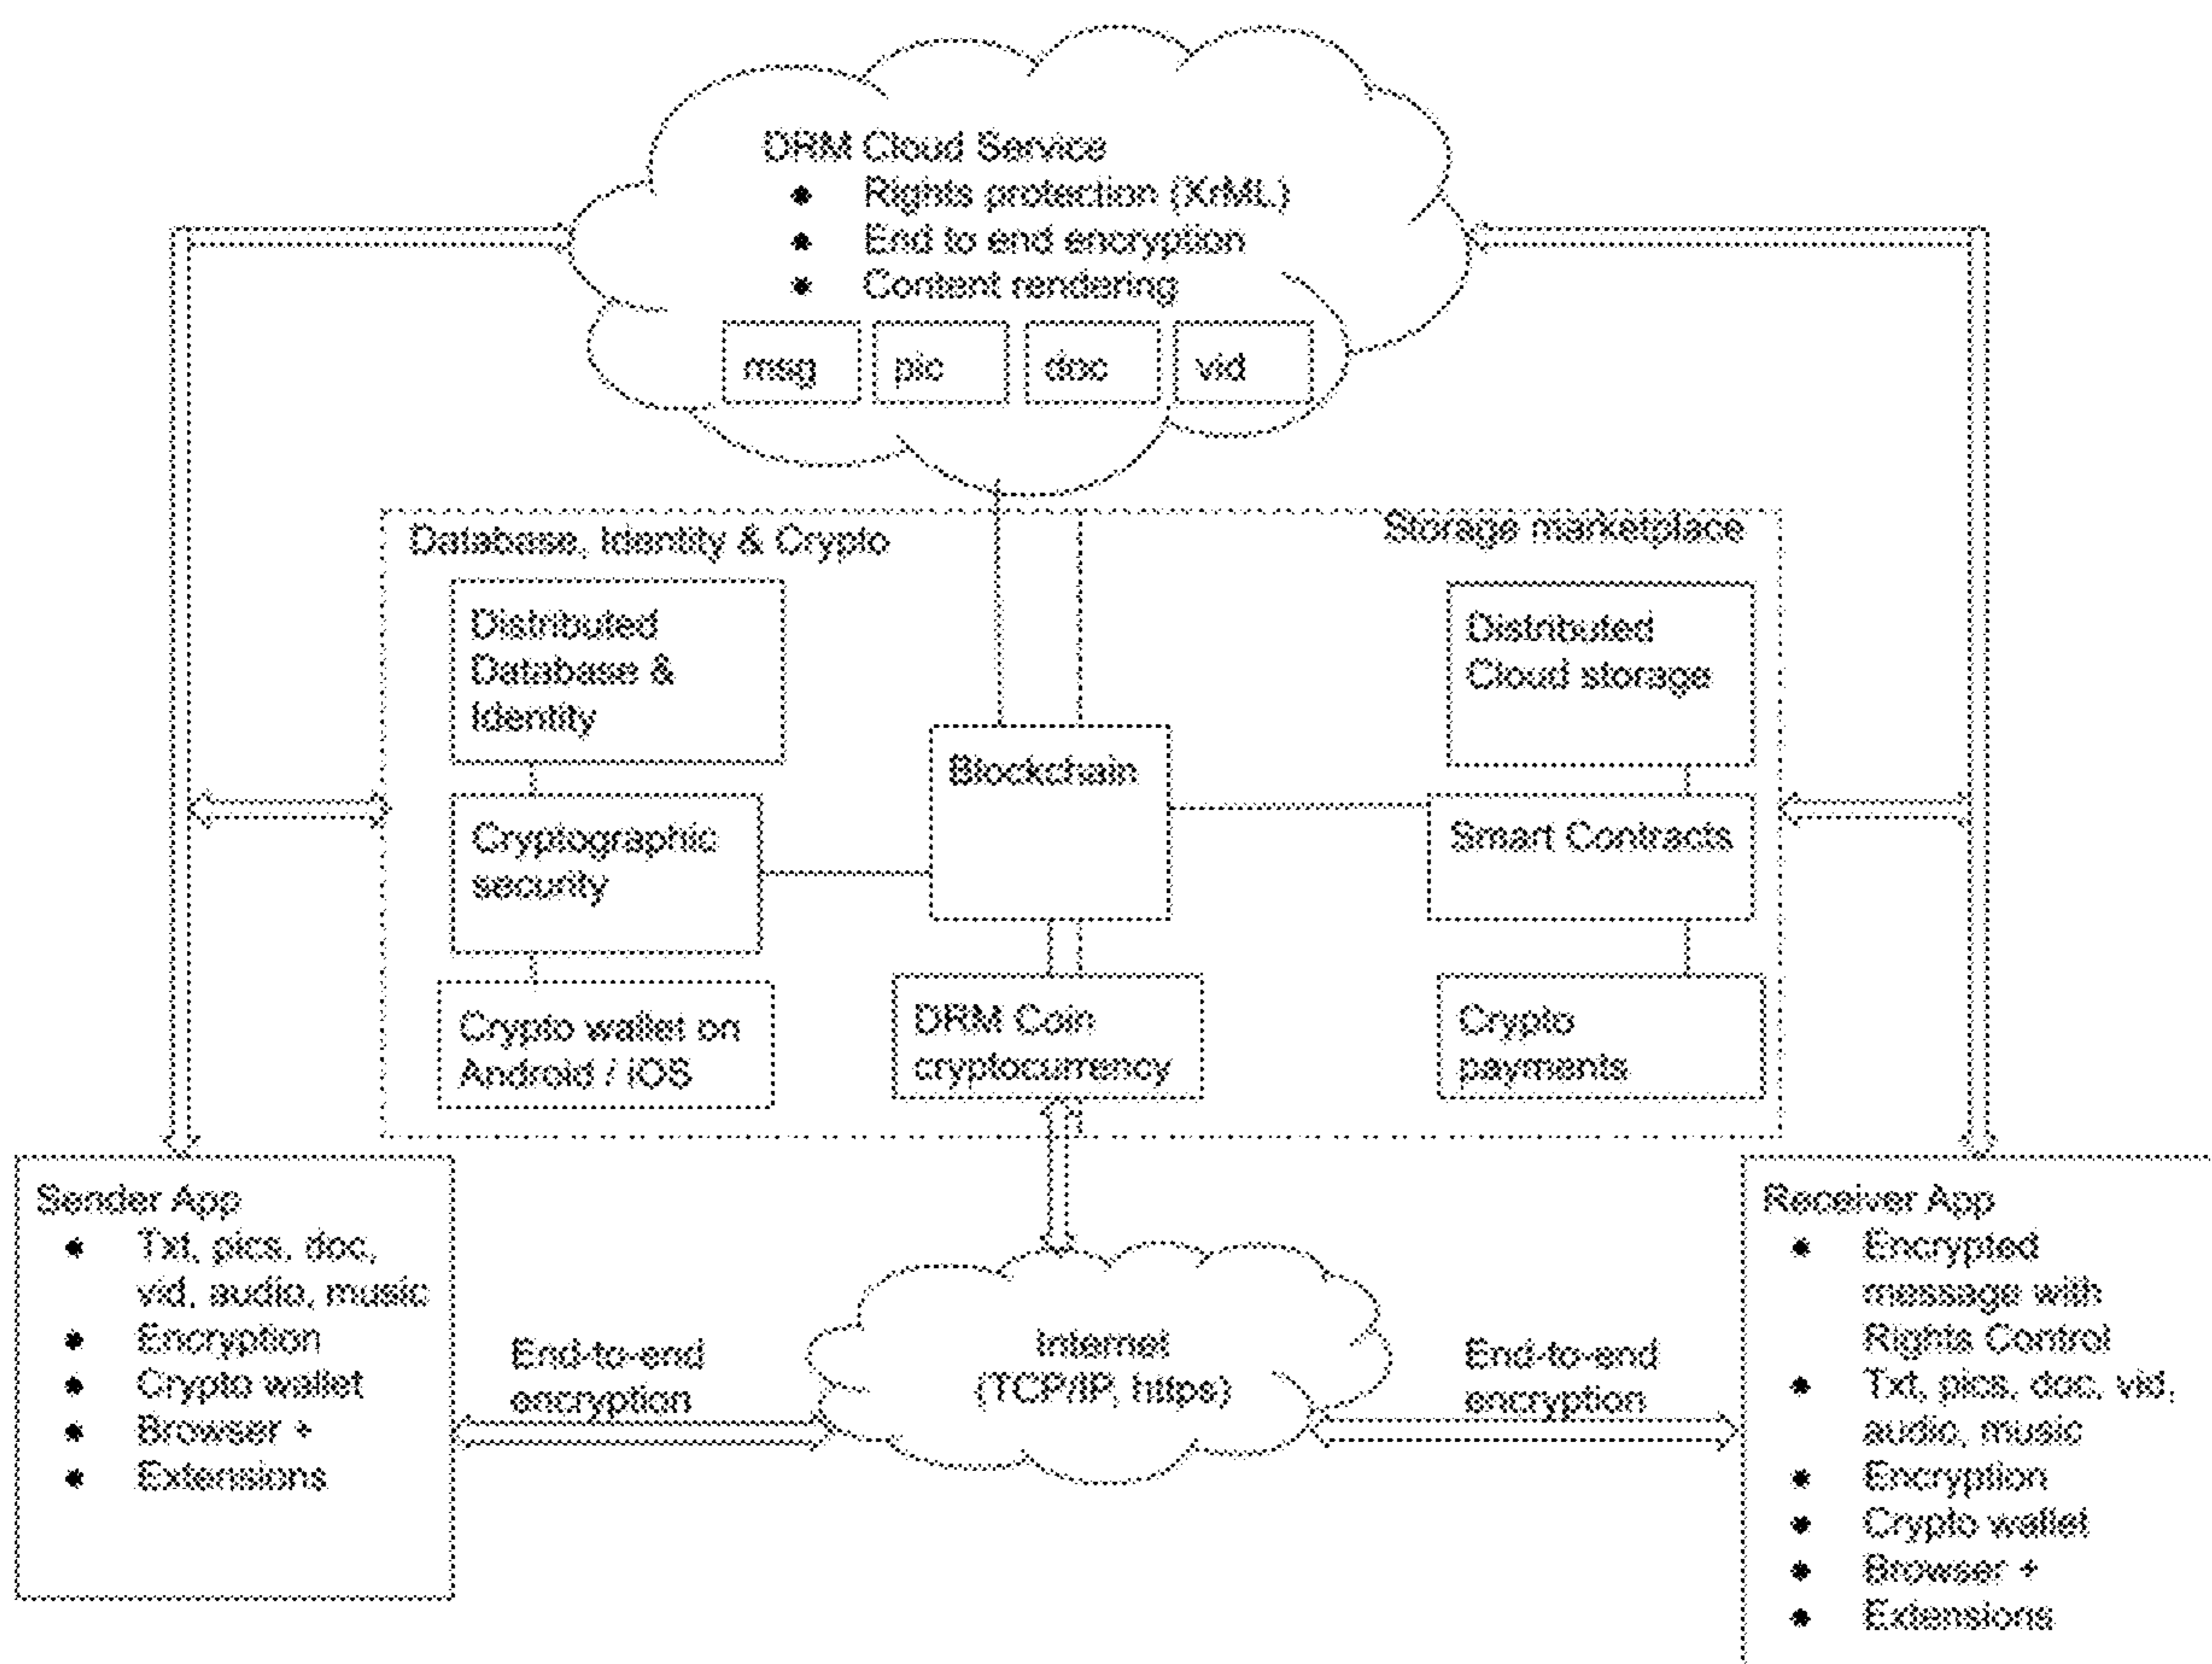 DRM Cloud Service
Rights protection (XrML)
End to end encryption
Content rendering
msg
pic
doc
vid
Database, Identity & Crypto
Storage marketplace
Distributed
Database &
Identity
Distributed
Cloud storage
Blockchain
Cryptographic
security
Smart Contracts
Crypto wallet on
Android / iOS
DRM Coin
cryptocurrency
Crypto
payments
Sender App
Txt, pics, doc,
vid, audio, music
Encryption
Crypto wallet
Browser +
Extensions
End-to-end
encryption
Internet
(TCP/IP, https)
End-to-end
encryption
Receiver App
Encrypted
message with
Rights Control
Txt, pics, doc, vid,
audio, music
Encryption
Crypto wallet
Browser +
Extensions